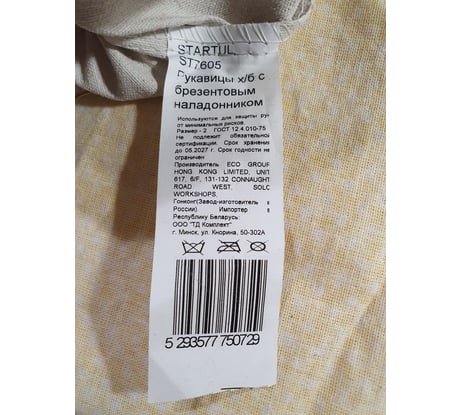 STARTUL
ST7605
Рукавицы х/б с
брезентовым
наладонником
Используются для защиты рук
от минимальных рисков.
Размер - 2 ГОСТ 12.4.010-75
Не подлежит обязательной
сертификации. Срок хранения
до 05.2027 г. Срок годности не
ограничен
Производитель ECO GROUP
HONG KONG LIMITED, UNIT
617, 6/F, 131-132 CONNAUGHT
ROAD WEST, SOLO
WORKSHOPS,
Гонконг(Завод-изготовитель в
России). Импортер в
Республику Беларусь:
ООО "ТД Комплект"
г. Минск, ул. Кнорина, 50-302А
5 293577 750729